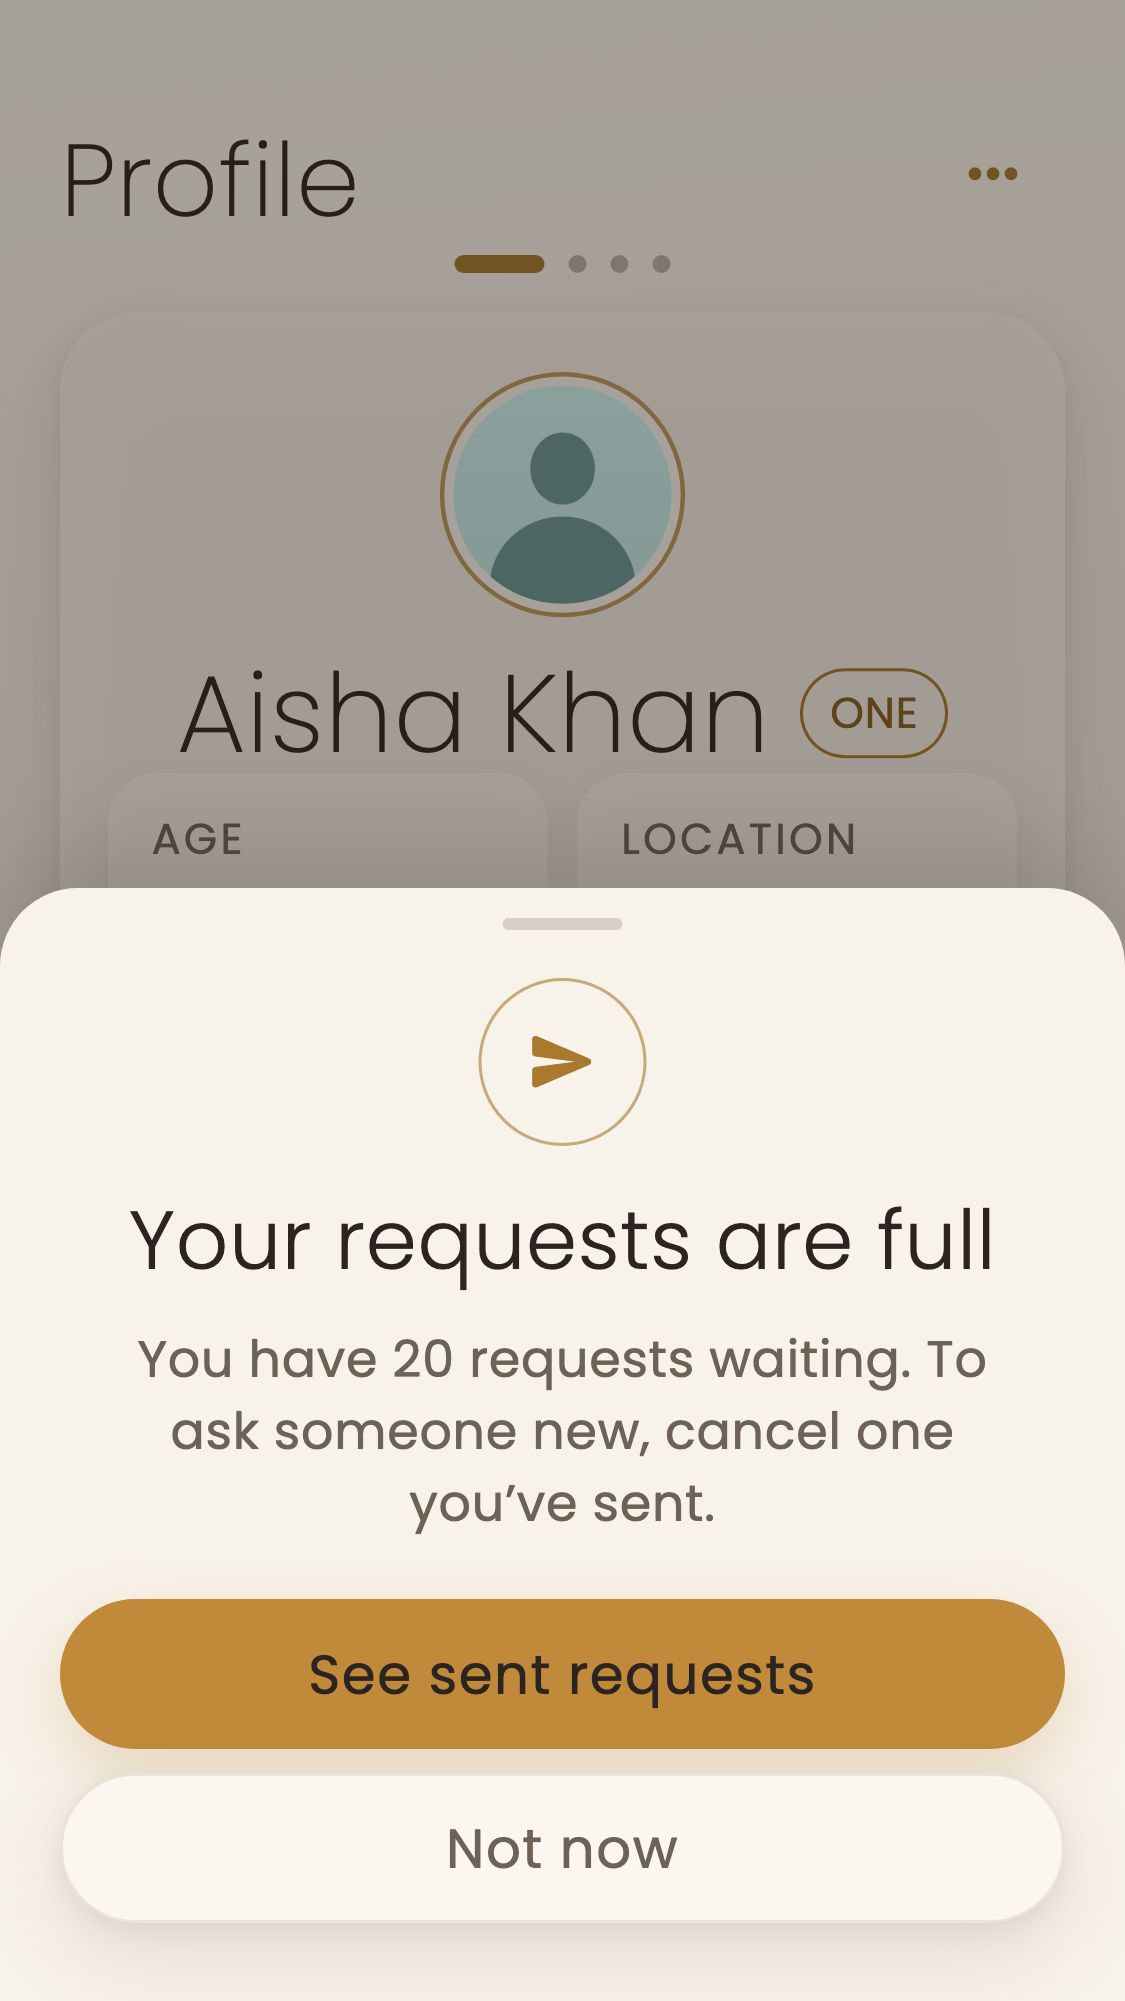 Profile
Aisha Khan ONE
AGE
LOCATION
Your requests are full
You have 20 requests waiting. To
ask someone new, cancel one
you’ve sent.
See sent requests
Not now